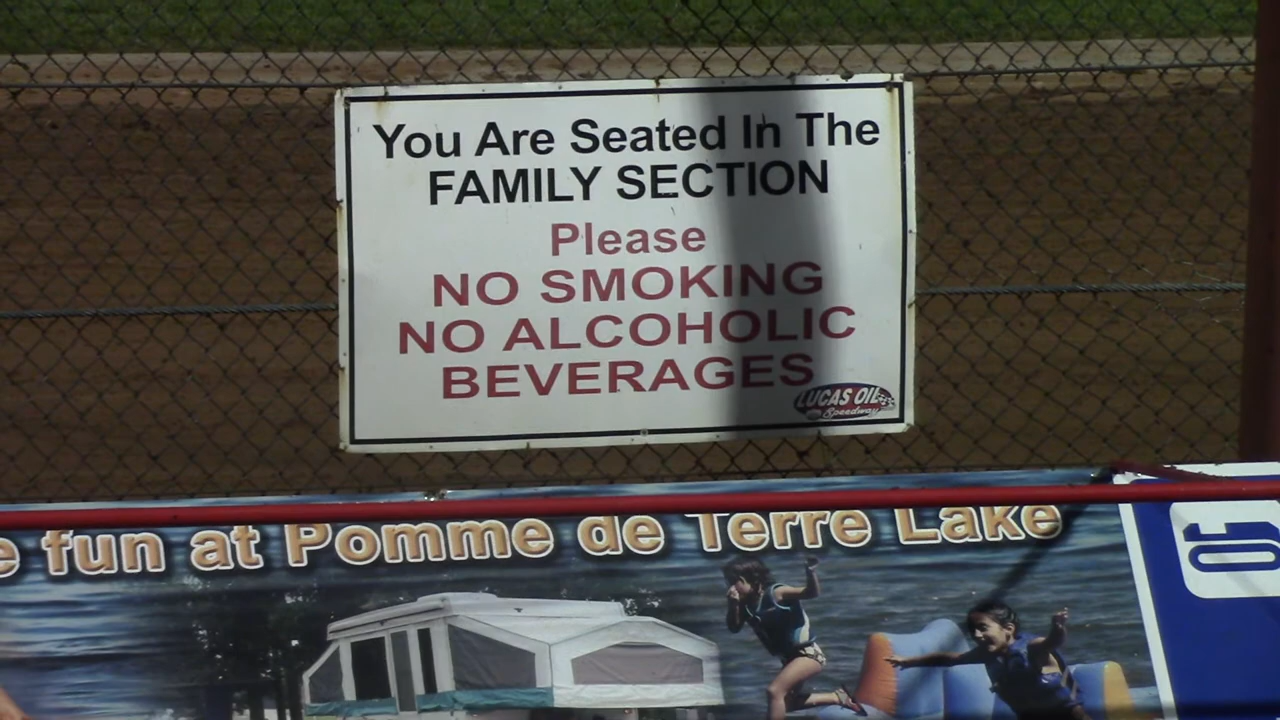 You Are Seated In The
FAMILY SECTION
Please
NO SMOKING
NO ALCOHOLIC
BEVERAGES
LUCAS OIL
Speedway
fun at Pomme de Terre Lake